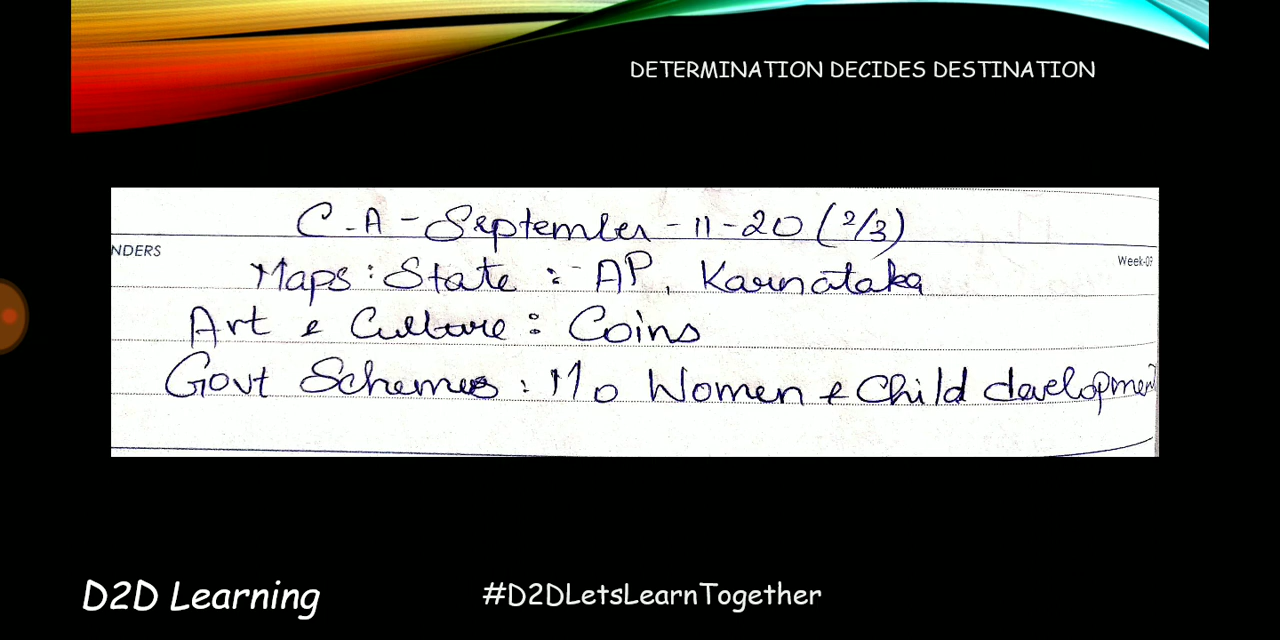 DETERMINATION DECIDES DESTINATION
C.A - September - 11-20 (2/3)
NDERS
Week-09
Maps : State : - AP, Karnataka
Art & Culture : Coins
Govt Schemes : M/o Women & Child development
D2D Learning
#D2DLetsLearnTogether